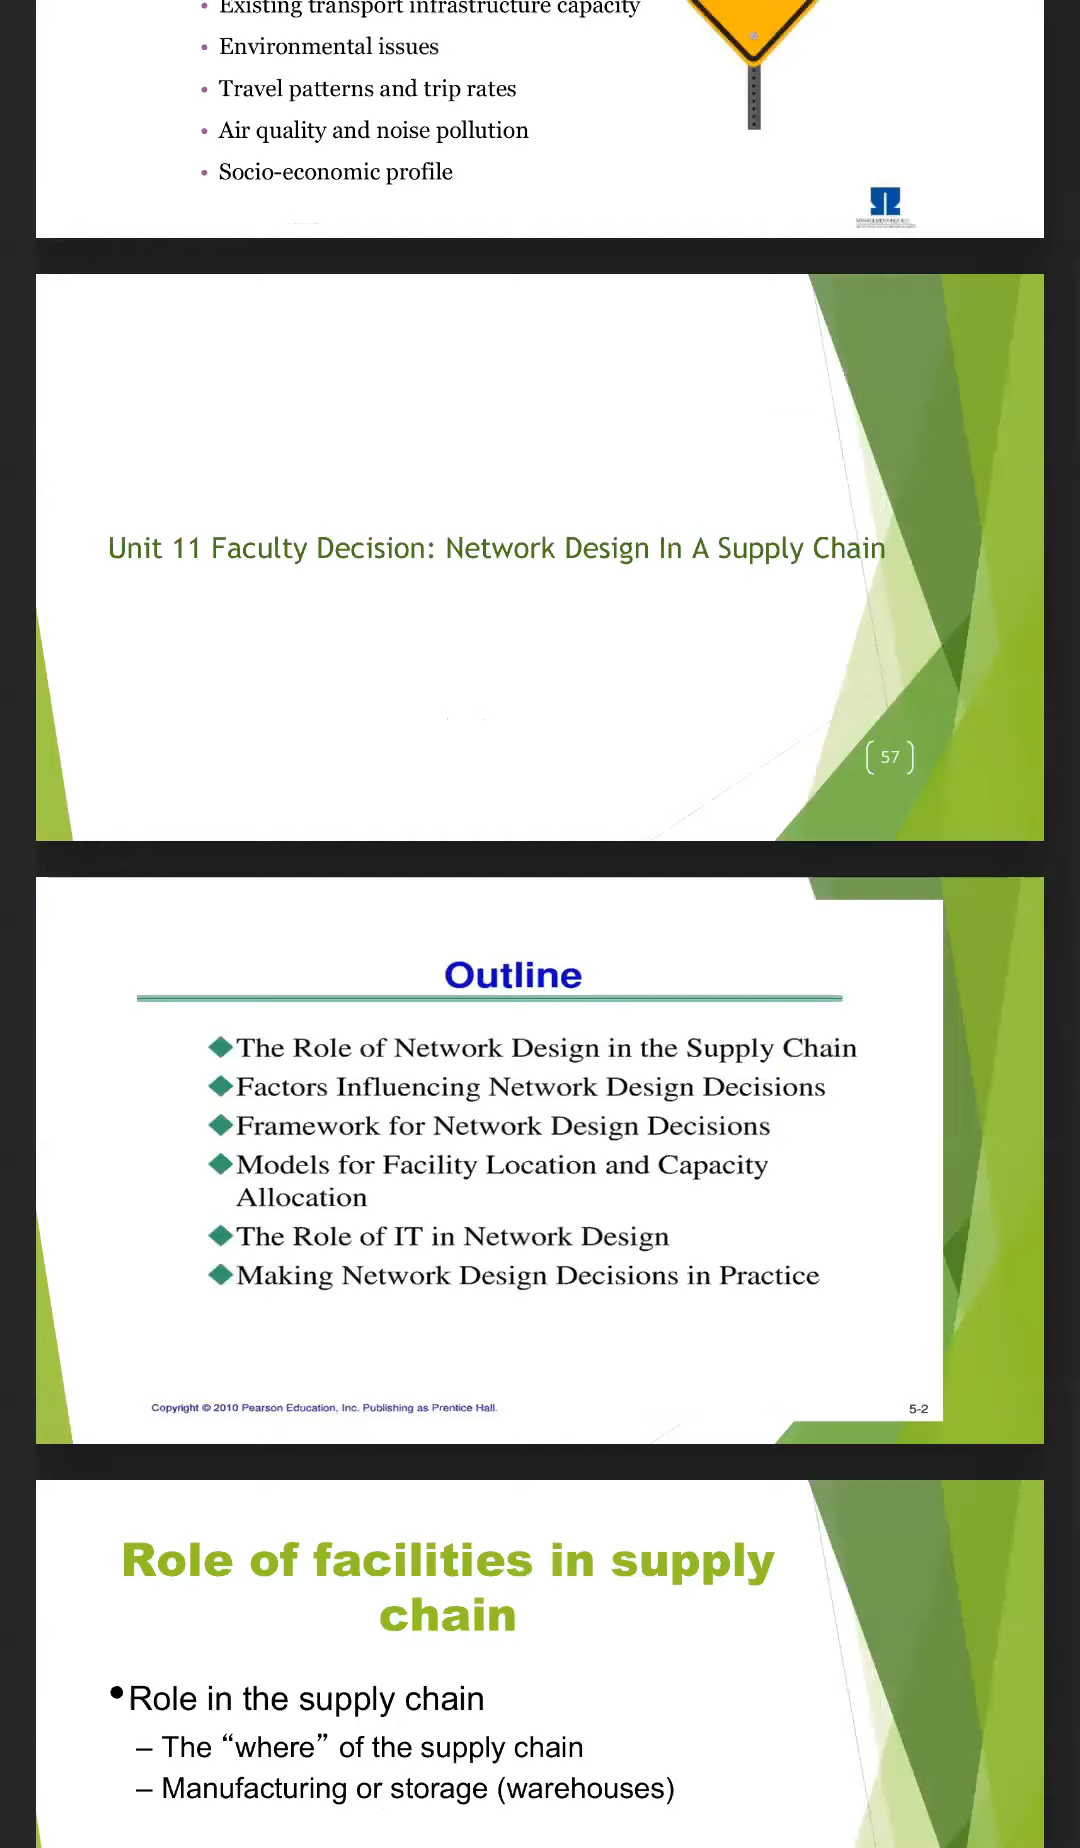 • Existing transport infrastructure capacity
• Environmental issues
• Travel patterns and trip rates
• Air quality and noise pollution
• Socio-economic profile
Unit 11 Faculty Decision: Network Design In A Supply Chain
57
Outline
◆The Role of Network Design in the Supply Chain
◆Factors Influencing Network Design Decisions
◆Framework for Network Design Decisions
◆Models for Facility Location and Capacity
Allocation
◆The Role of IT in Network Design
◆Making Network Design Decisions in Practice
Copyright © 2010 Pearson Education, Inc. Publishing as Prentice Hall.
5-2
Role of facilities in supply
chain
•Role in the supply chain
– The “where” of the supply chain
– Manufacturing or storage (warehouses)